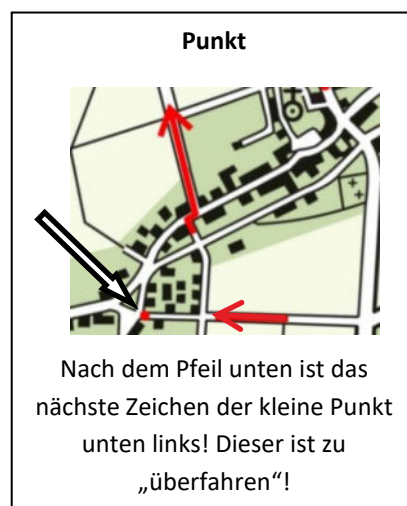 Punkt
Nach dem Pfeil unten ist das
nächste Zeichen der kleine Punkt
unten links! Dieser ist zu
„überfahren“!